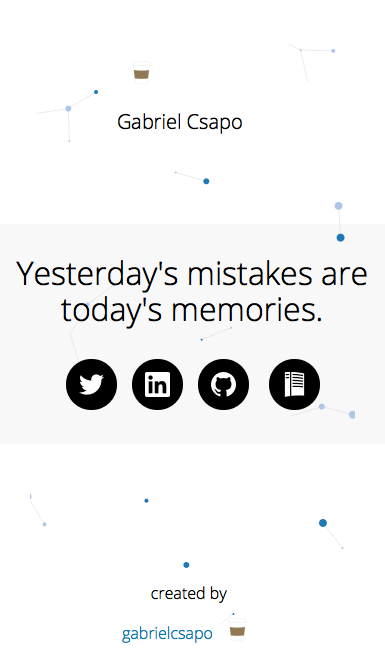 Gabriel Csapo
Yesterday's mistakes are
today's memories.
created by
gabrielcsapo